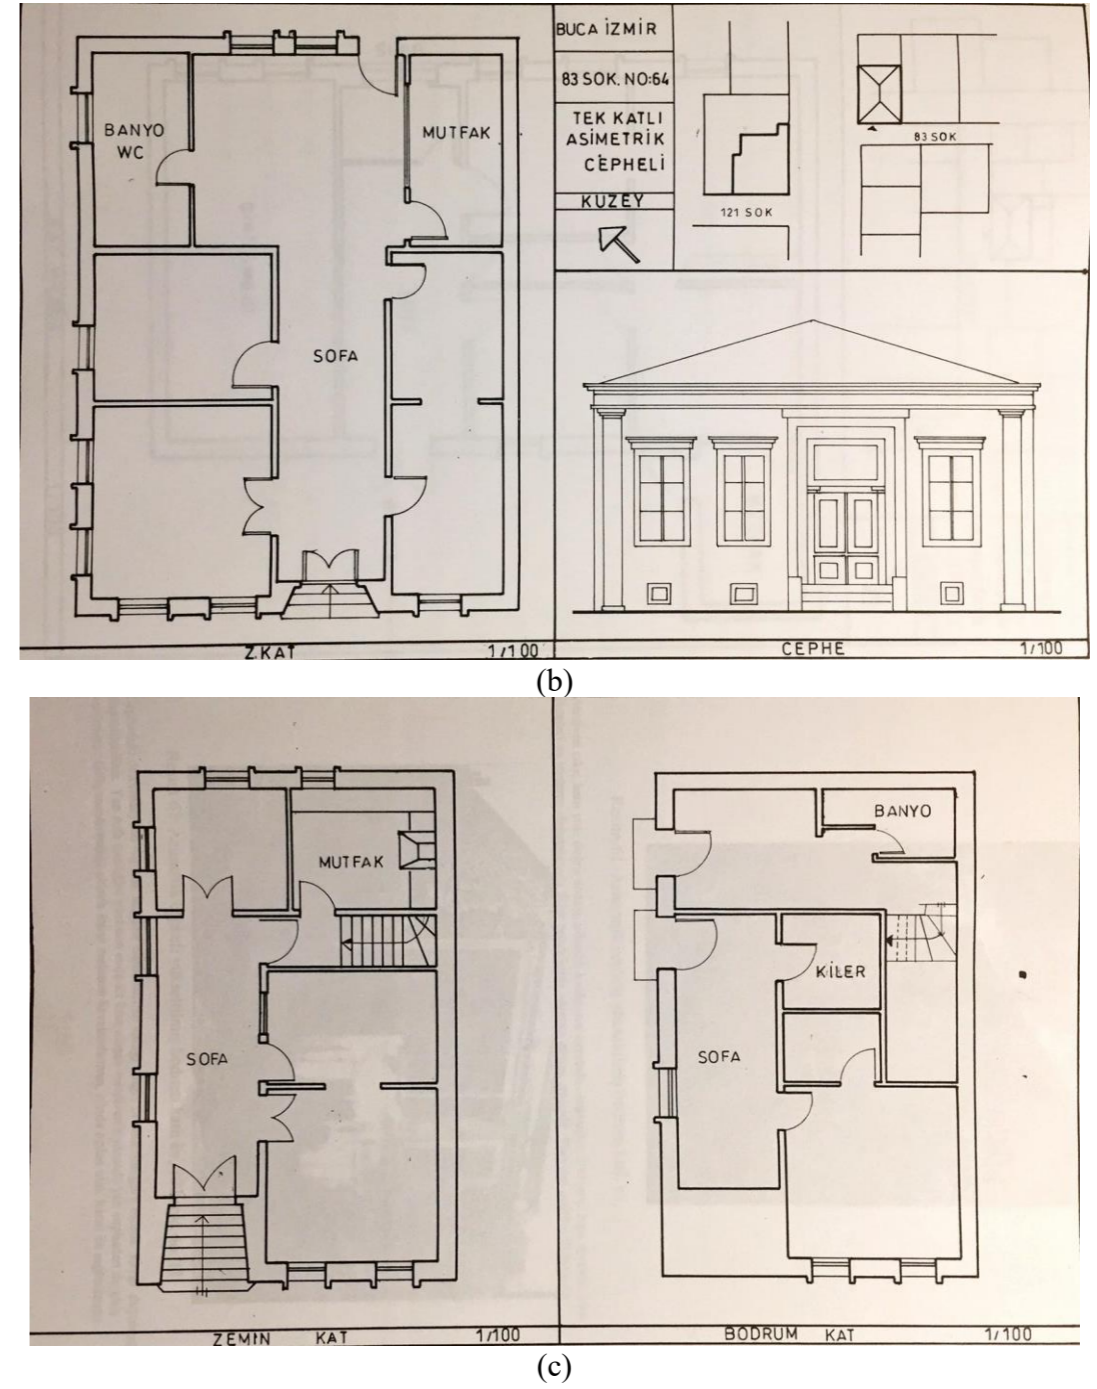 BANYO
WC
MUTFAK
SOFA
Z.KAT 1/100
BUCA İZMİR
83 SOK. NO:64
TEK KATLI
ASİMETRİK
CEPHELİ
KUZEY
121 SOK
83 SOK
CEPHE 1/100
(b)
MUTFAK
SOFA
ZEMİN KAT 1/100
BANYO
KİLER
SOFA
BODRUM KAT 1/100
(c)